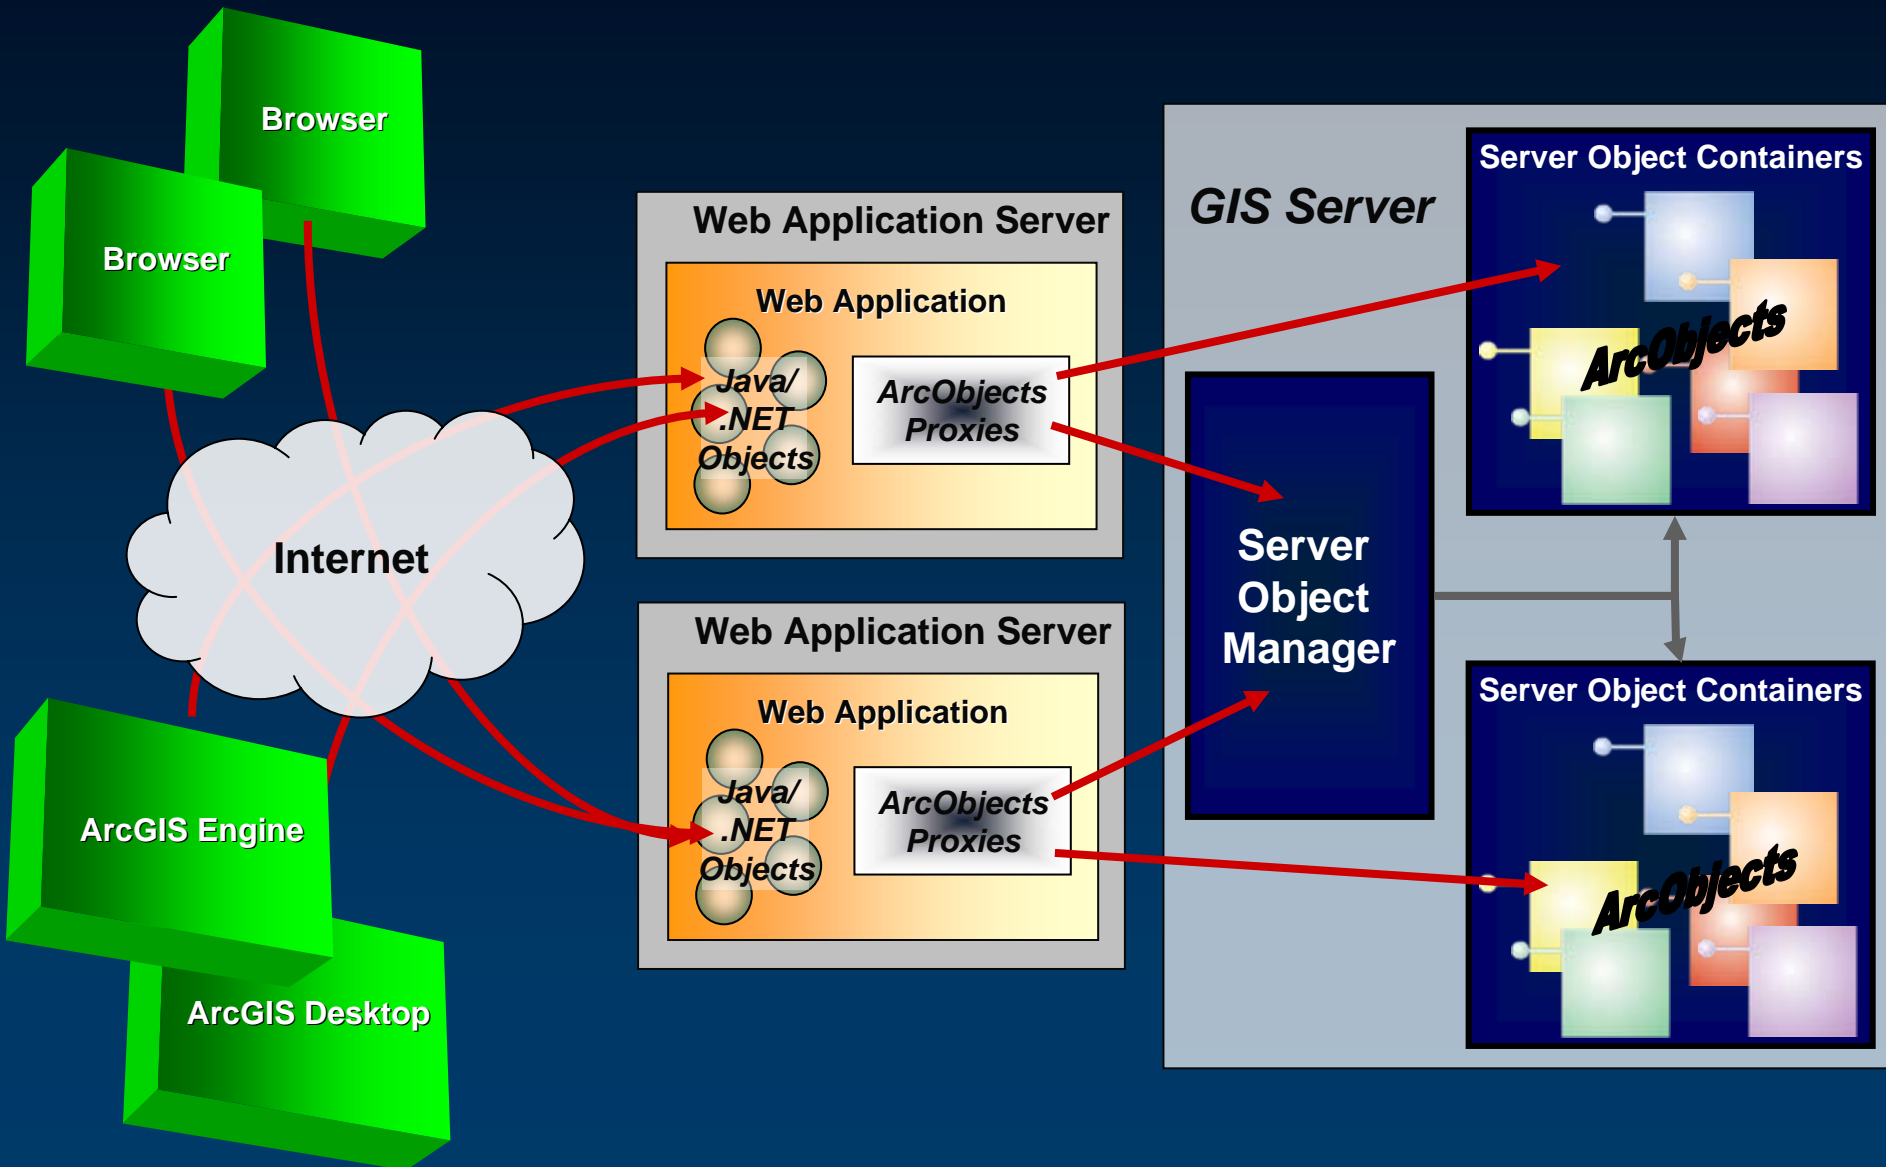 Browser
Browser
Internet
ArcGIS Engine
ArcGIS Desktop
Web Application Server
Web Application
Java/
.NET
Objects
ArcObjects
Proxies
Web Application Server
Web Application
Java/
.NET
Objects
ArcObjects
Proxies
GIS Server
Server
Object
Manager
Server Object Containers
ArcObjects
Server Object Containers
ArcObjects